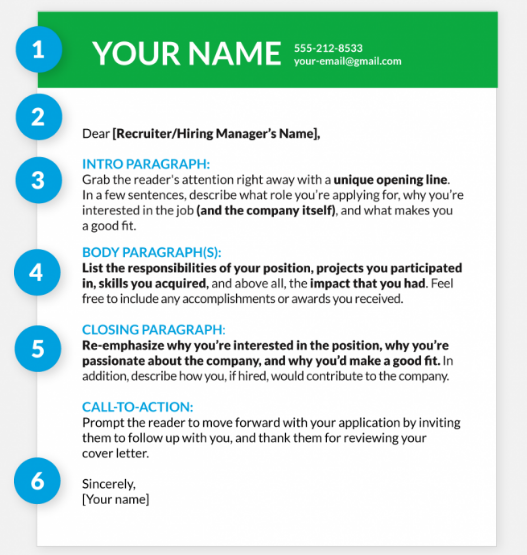 1
YOUR NAME
555-212-8533
your-email@gmail.com
2
Dear [Recruiter/Hiring Manager's Name],
3
INTRO PARAGRAPH:
Grab the reader's attention right away with a unique opening line.
In a few sentences, describe what role you're applying for, why you're
interested in the job (and the company itself), and what makes you
a good fit.
4
BODY PARAGRAPH(S):
List the responsibilities of your position, projects you participated
in, skills you acquired, and above all, the impact that you had. Feel
free to include any accomplishments or awards you received.
5
CLOSING PARAGRAPH:
Re-emphasize why you're interested in the position, why you're
passionate about the company, and why you'd make a good fit. In
addition, describe how you, if hired, would contribute to the company.
CALL-TO-ACTION:
Prompt the reader to move forward with your application by inviting
them to follow up with you, and thank them for reviewing your
cover letter.
6
Sincerely,
[Your name]